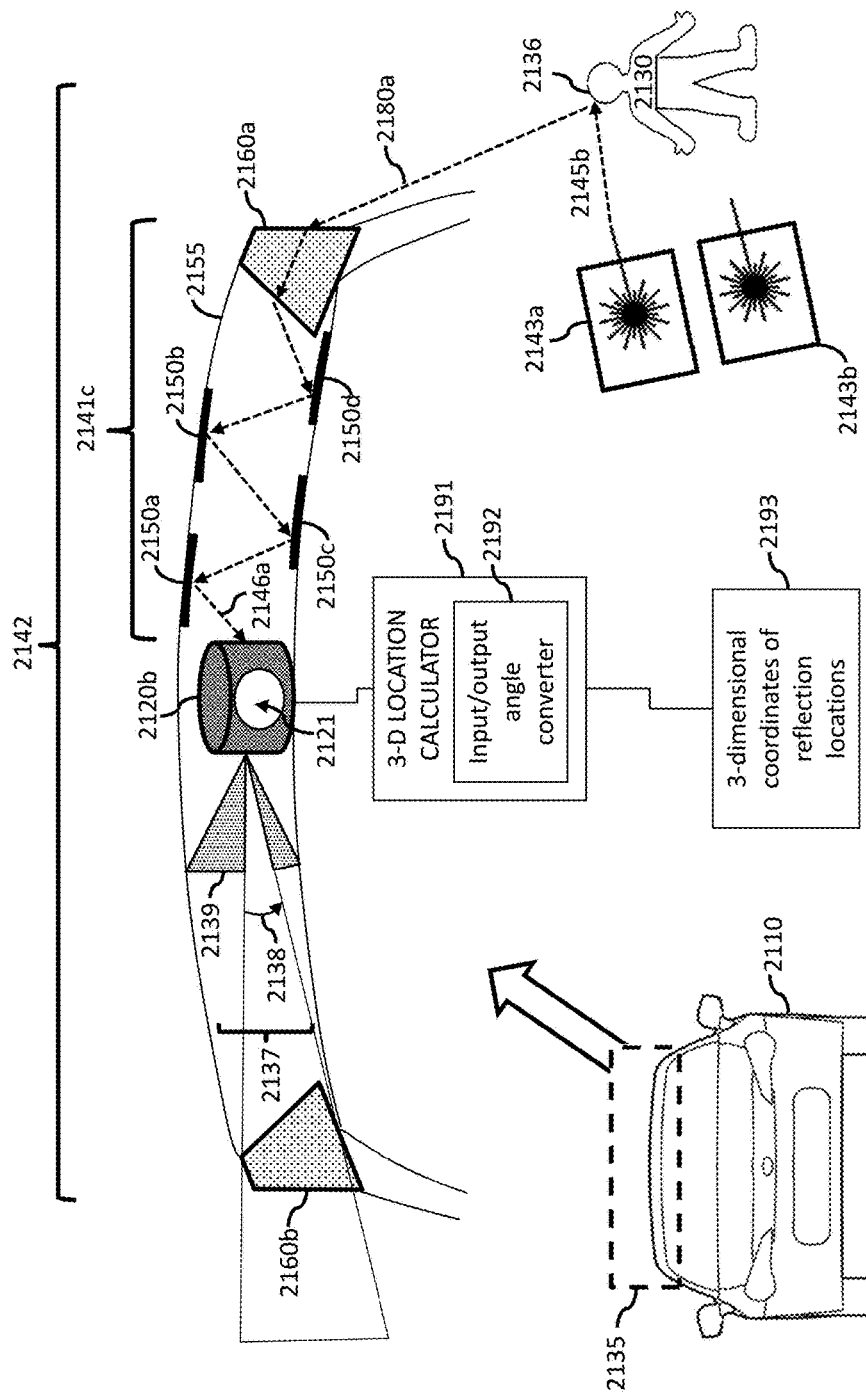 2142
2141c
2155
2160a
2180a
2136
2130
2145b
2143a
2143b
2150b
2150a
2150d
2150c
2146a
2120b
2121
2139
2138
2137
2160b
3-D LOCATION
CALCULATOR
Input/output
angle
converter
2191
2192
3-dimensional
coordinates of
reflection
locations
2193
2110
2135